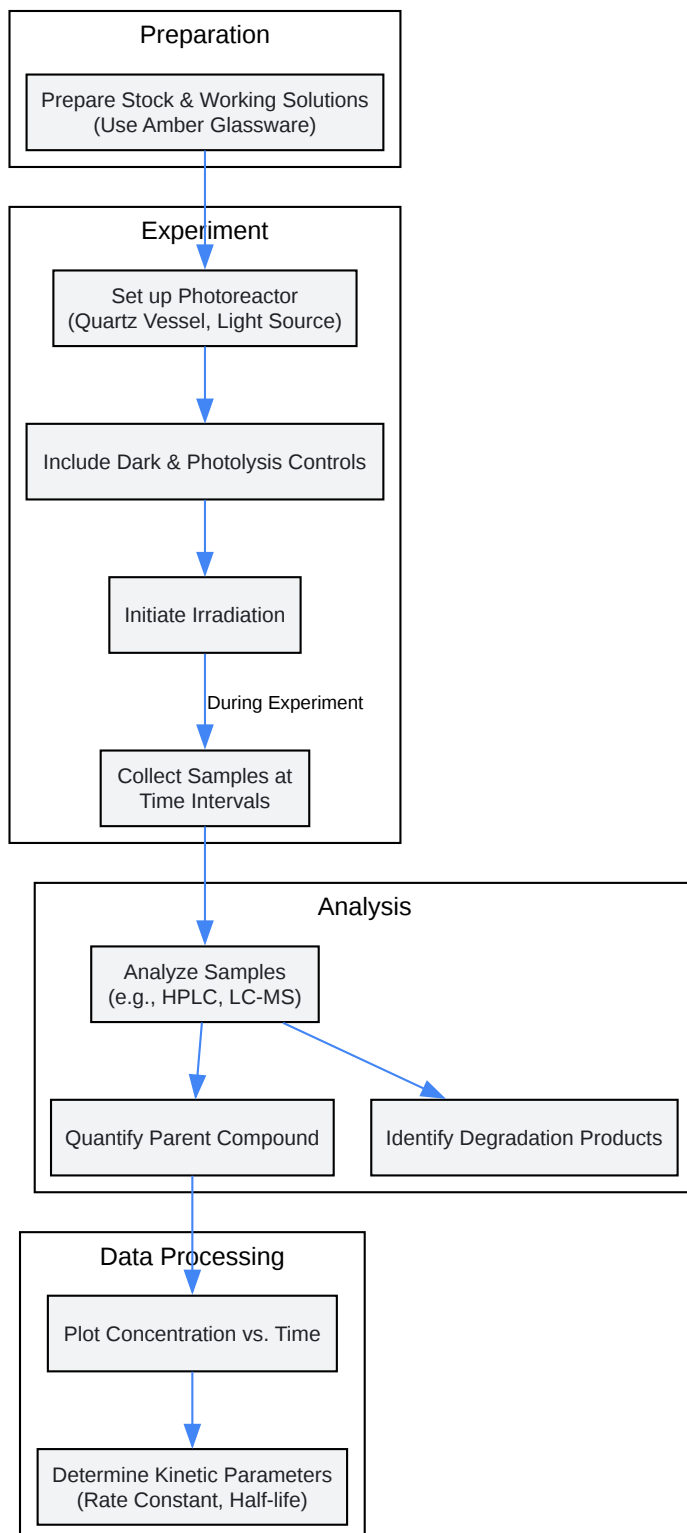 Preparation
Prepare Stock & Working Solutions
(Use Amber Glassware)
Experiment
Set up Photoreactor
(Quartz Vessel, Light Source)
Include Dark & Photolysis Controls
Initiate Irradiation
During Experiment
Collect Samples at
Time Intervals
Analysis
Analyze Samples
(e.g., HPLC, LC-MS)
Quantify Parent Compound
Identify Degradation Products
Data Processing
Plot Concentration vs. Time
Determine Kinetic Parameters
(Rate Constant, Half-life)